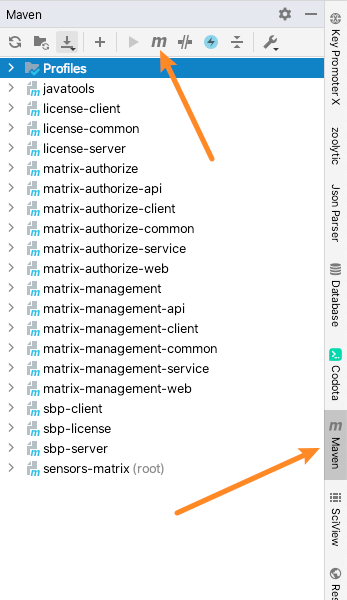 Maven
m
Profiles
javatools
license-client
license-common
license-server
matrix-authorize
matrix-authorize-api
matrix-authorize-client
matrix-authorize-common
matrix-authorize-service
matrix-authorize-web
matrix-management
matrix-management-api
matrix-management-client
matrix-management-common
matrix-management-service
matrix-management-web
sbp-client
sbp-license
sbp-server
sensors-matrix (root)
Key Promoter X
zoolytic
Json Parser
Database
Codota
m Maven
SciView